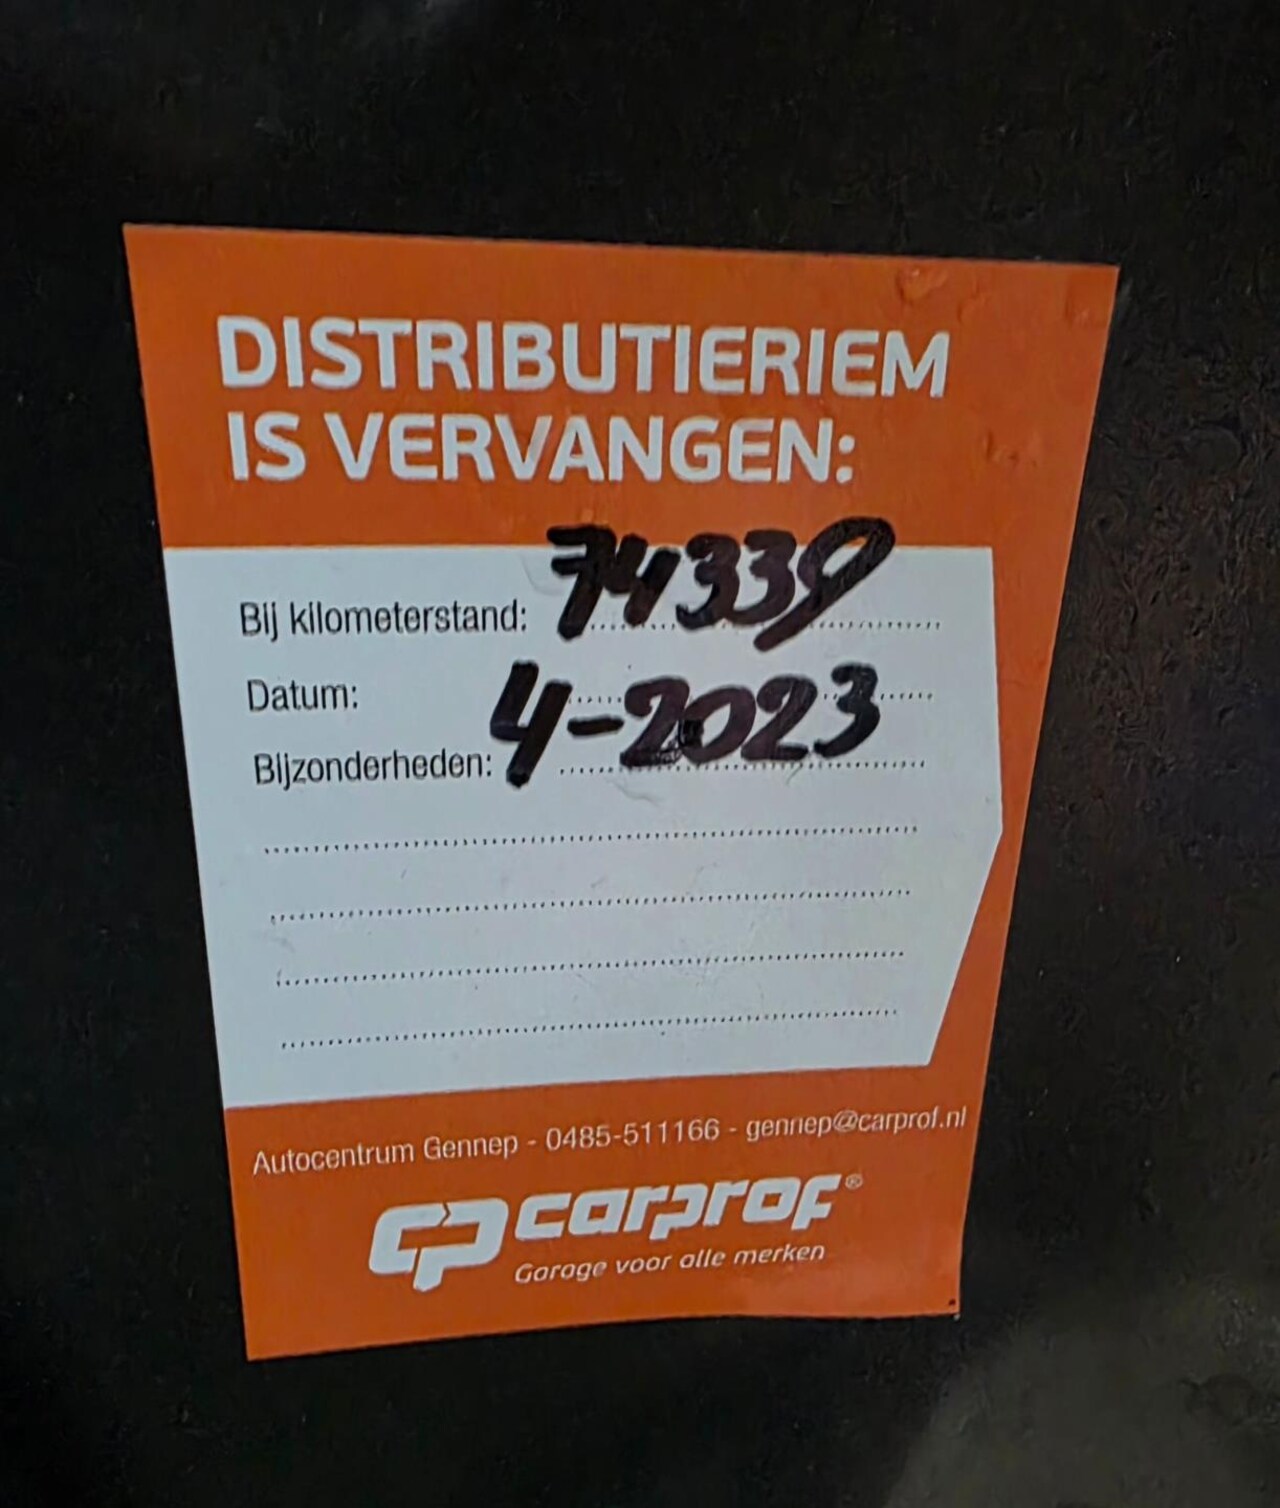 DISTRIBUTIERIEM
IS VERVANGEN:
Bij kilometerstand: 74339
Datum: 4-2023
Bijzonderheden:
Autocentrum Gennep - 0485-511166 - gennep@carprof.nl
CP carprof®
Garage voor alle merken